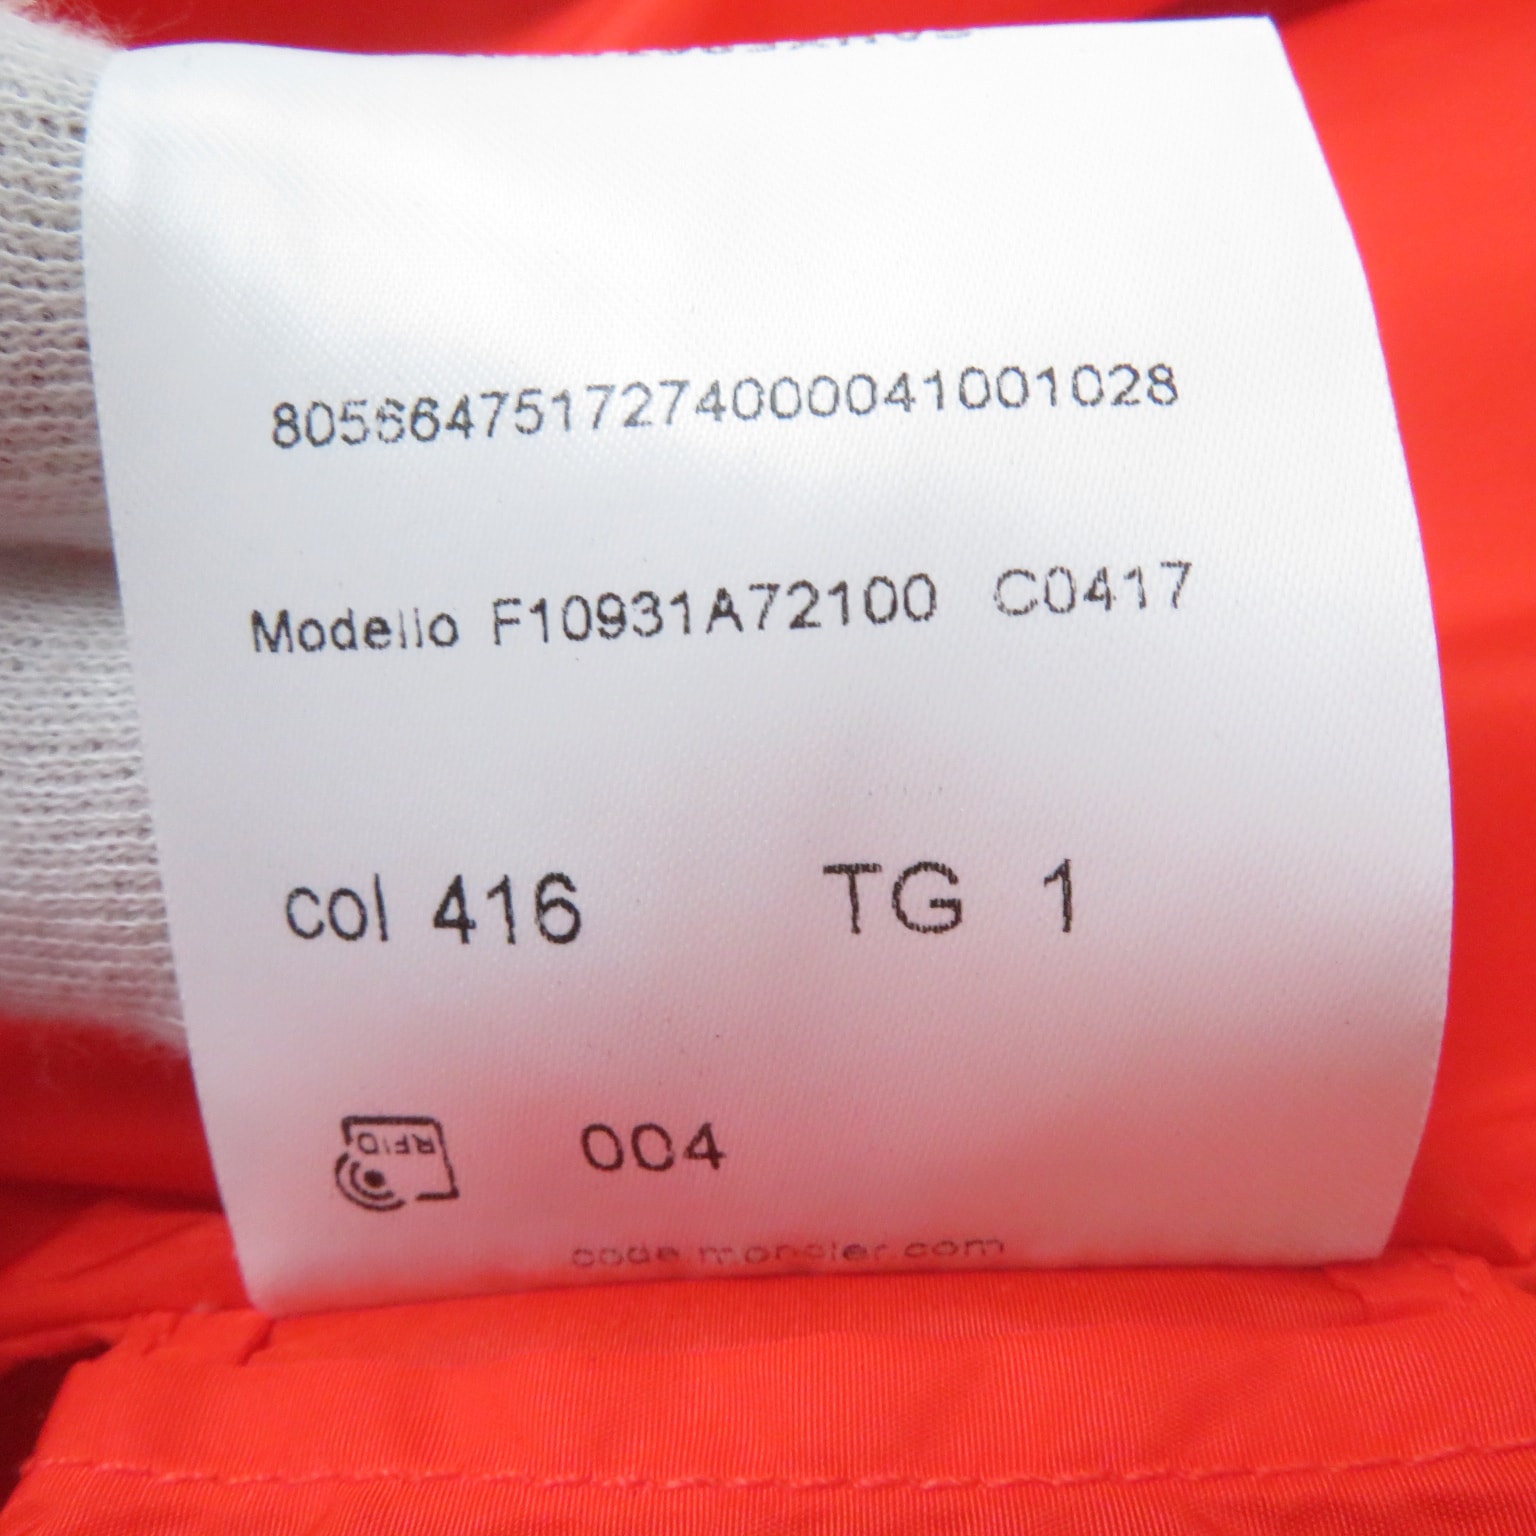 8056647517274000041001028
Modello F10931A72100 C0417
col 416 TG 1
RFID 004
code.moncler.com